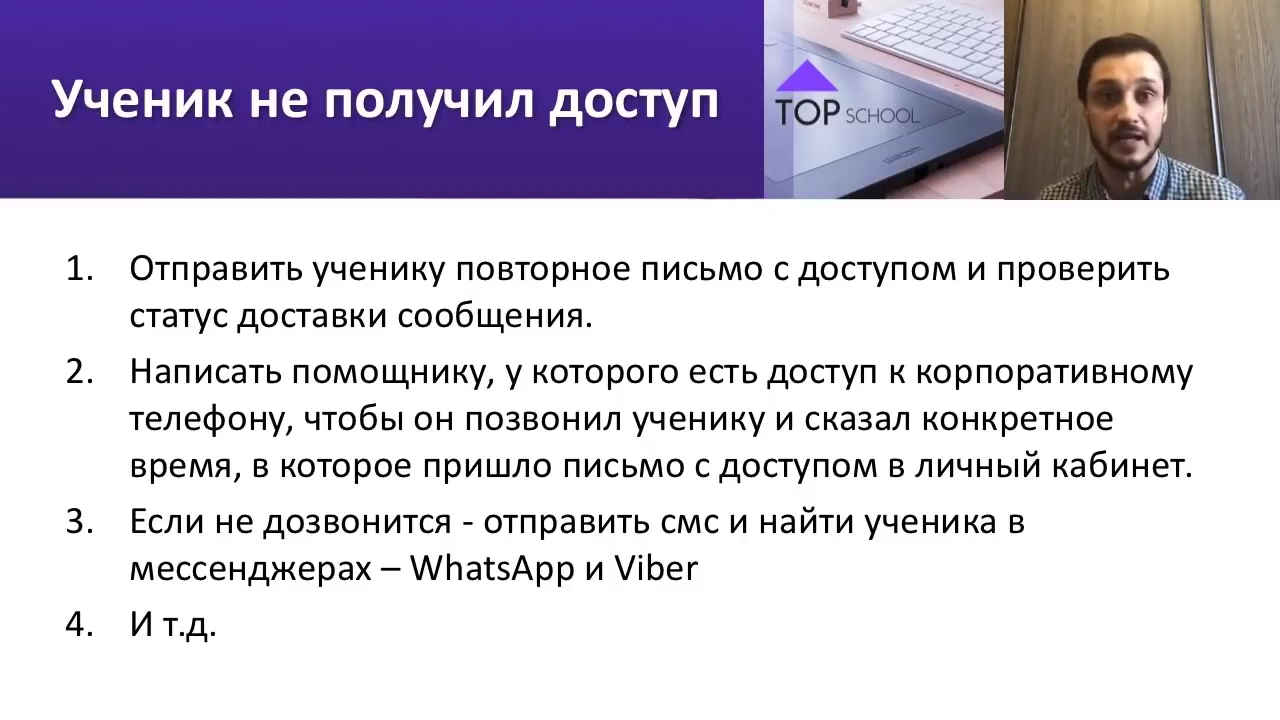 Ученик не получил доступ
TOP SCHOOL
wacom
1. Отправить ученику повторное письмо с доступом и проверить
статус доставки сообщения.
2. Написать помощнику, у которого есть доступ к корпоративному
телефону, чтобы он позвонил ученику и сказал конкретное
время, в которое пришло письмо с доступом в личный кабинет.
3. Если не дозвонится - отправить смс и найти ученика в
мессенджерах – WhatsApp и Viber
4. И т.д.